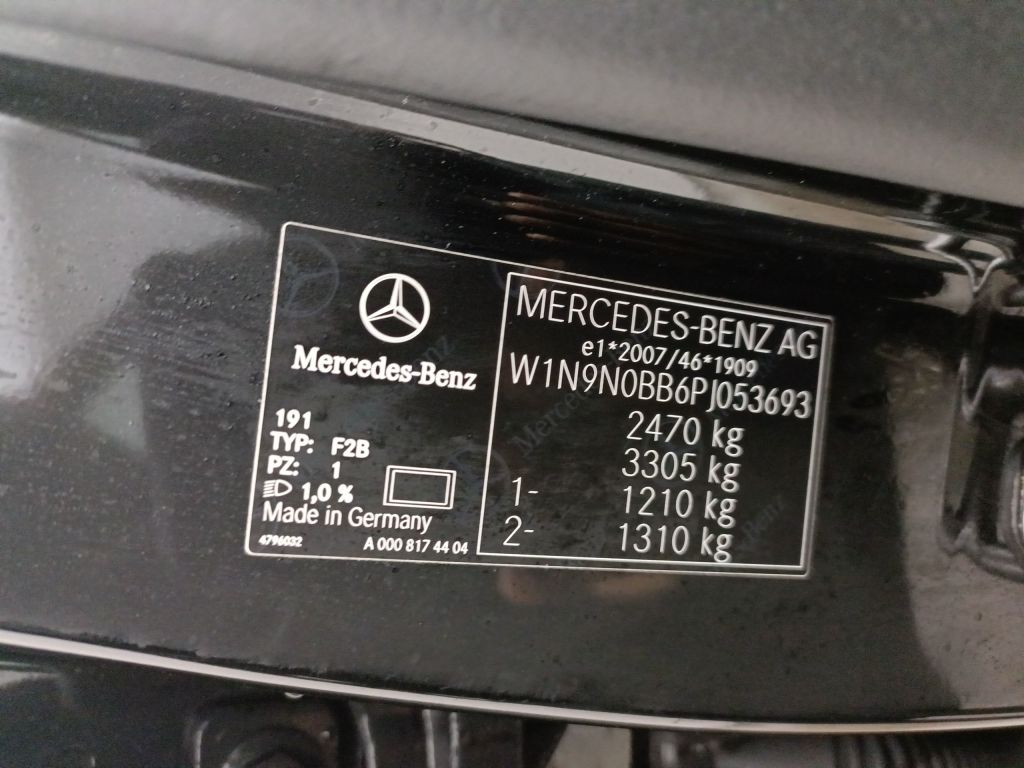 Mercedes-Benz
191
TYP: F2B
PZ: 1
1,0 %
Made in Germany
4796032 A 000 817 44 04
MERCEDES-BENZ AG
e1*2007/46*1909
W1N9N0BB6PJ053693
2470 kg
3305 kg
1- 1210 kg
2- 1310 kg